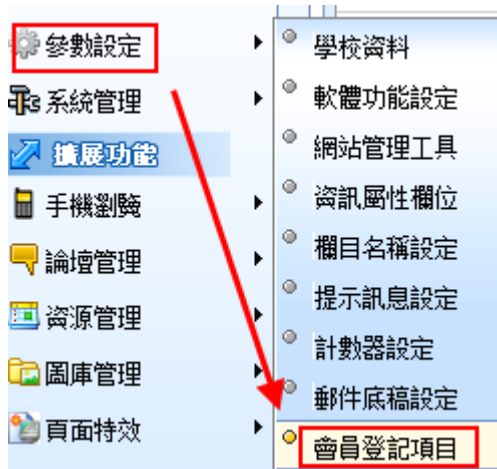 參數設定
系統管理
擴展功能
手機瀏覽
論壇管理
資源管理
圖庫管理
頁面特效
學校資料
軟體功能設定
網站管理工具
資訊屬性欄位
欄目名稱設定
提示訊息設定
計數器設定
郵件底稿設定
會員登記項目